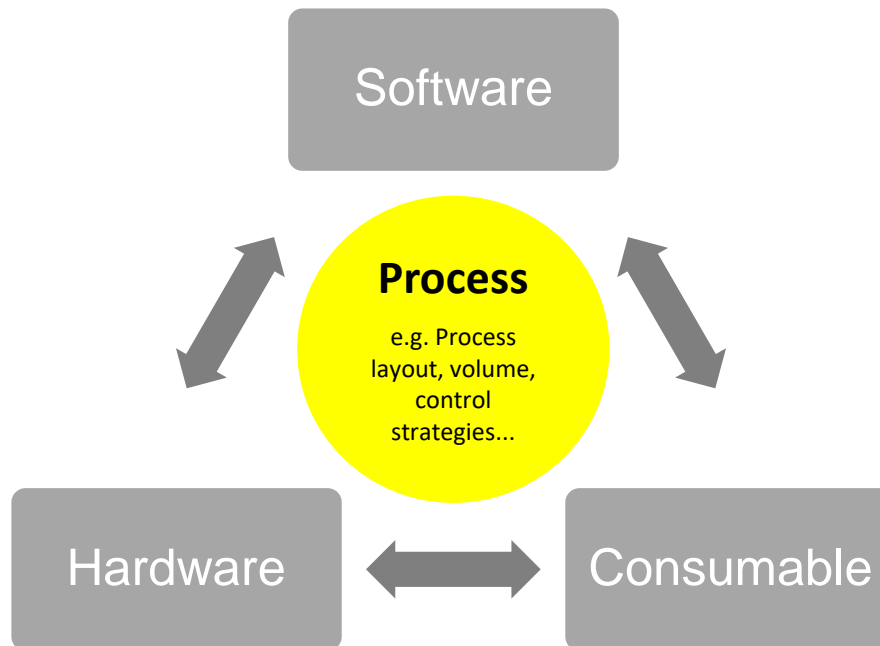 Software
Process
e.g. Process
layout, volume,
control
strategies...
Hardware
Consumable